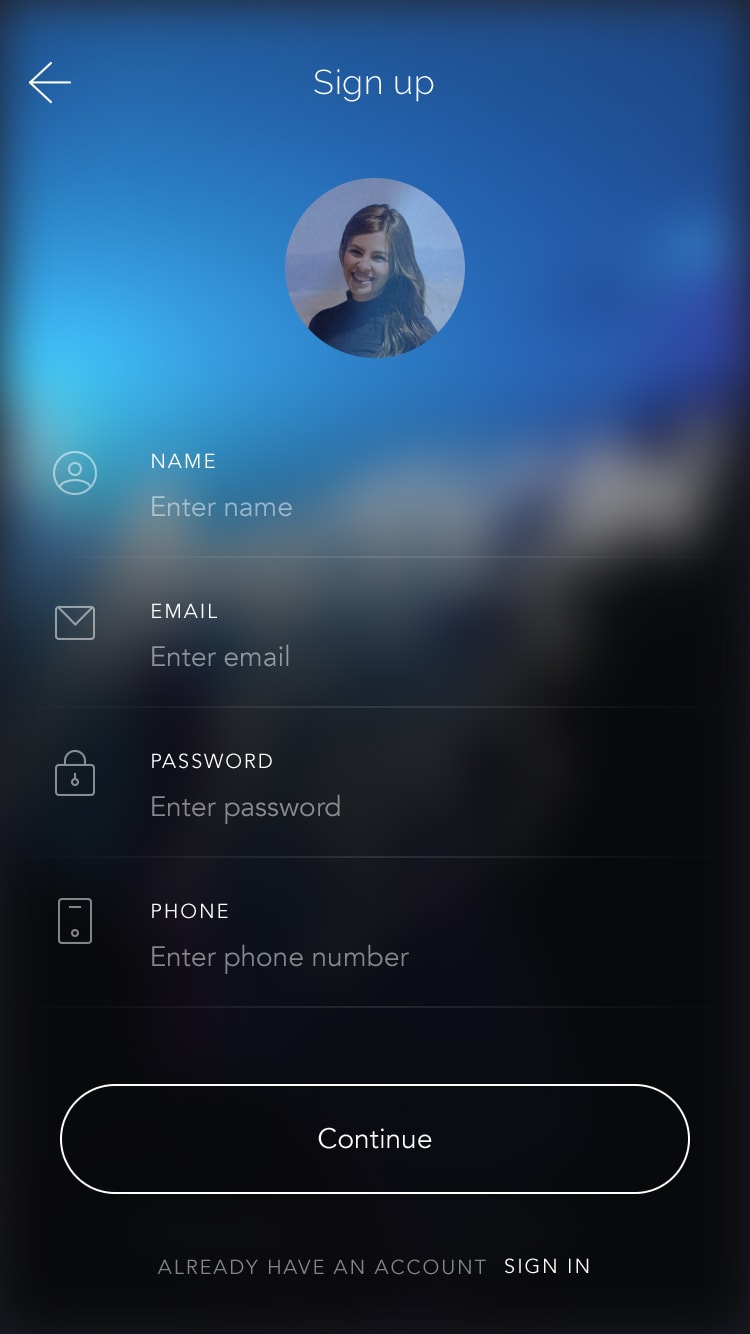 Sign up
NAME
Enter name
EMAIL
Enter email
PASSWORD
Enter password
PHONE
Enter phone number
Continue
ALREADY HAVE AN ACCOUNT SIGN IN